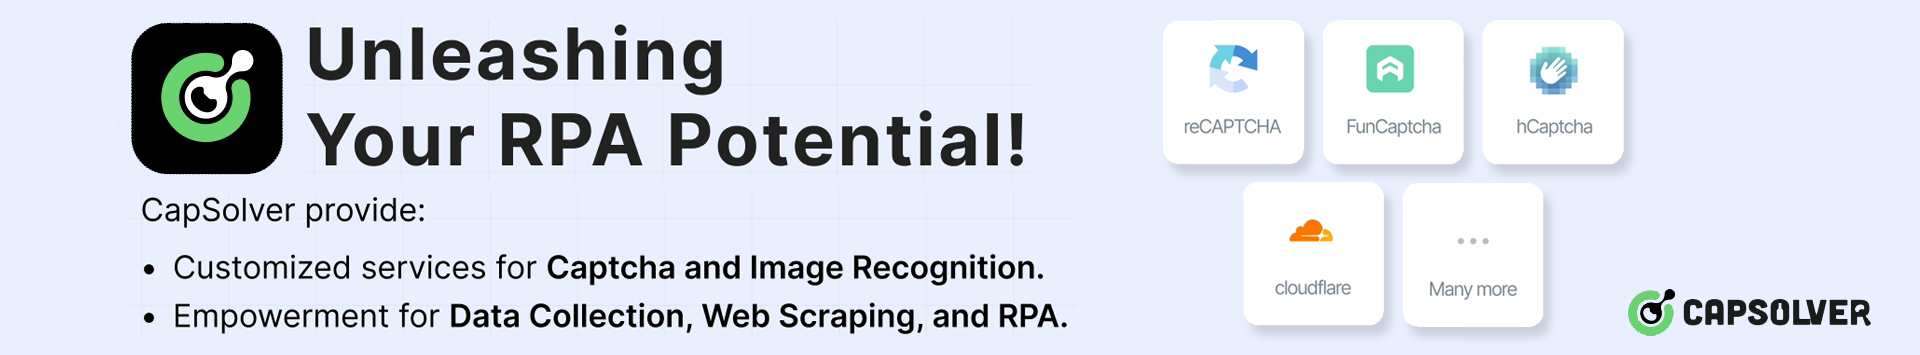 Unleashing
Your RPA Potential!
CapSolver provide:
• Customized services for Captcha and Image Recognition.
• Empowerment for Data Collection, Web Scraping, and RPA.
reCAPTCHA
FunCaptcha
hCaptcha
cloudflare
Many more
CAPSOLVER